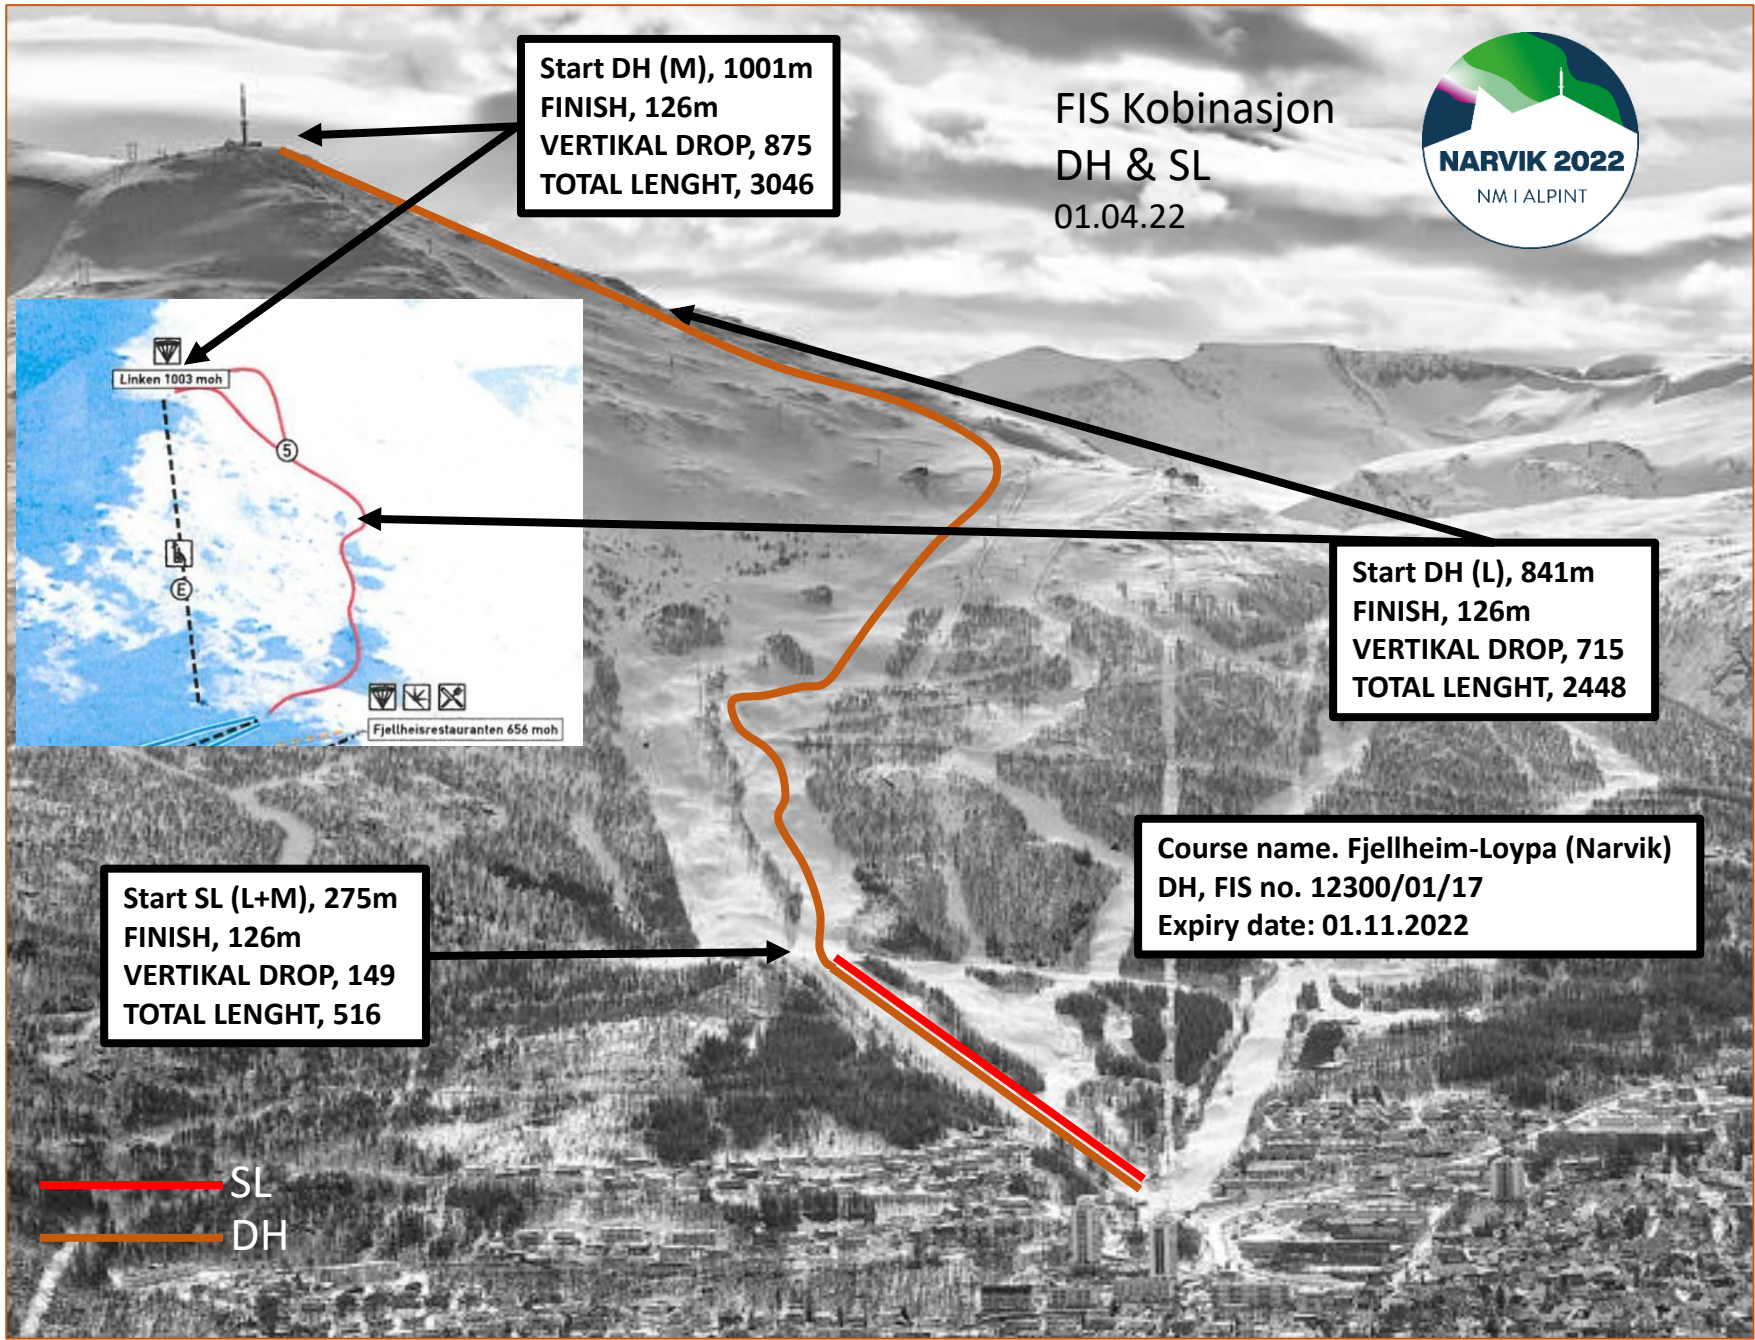 Start DH (M), 1001m
FINISH, 126m
VERTIKAL DROP, 875
TOTAL LENGHT, 3046
FIS Kobinasjon
DH & SL
01.04.22
NARVIK 2022
NM I ALPINT
Linken 1003 moh
5
E
Fjellheisrestauranten 656 moh
Start DH (L), 841m
FINISH, 126m
VERTIKAL DROP, 715
TOTAL LENGHT, 2448
Course name. Fjellheim-Loypa (Narvik)
DH, FIS no. 12300/01/17
Expiry date: 01.11.2022
Start SL (L+M), 275m
FINISH, 126m
VERTIKAL DROP, 149
TOTAL LENGHT, 516
SL
DH